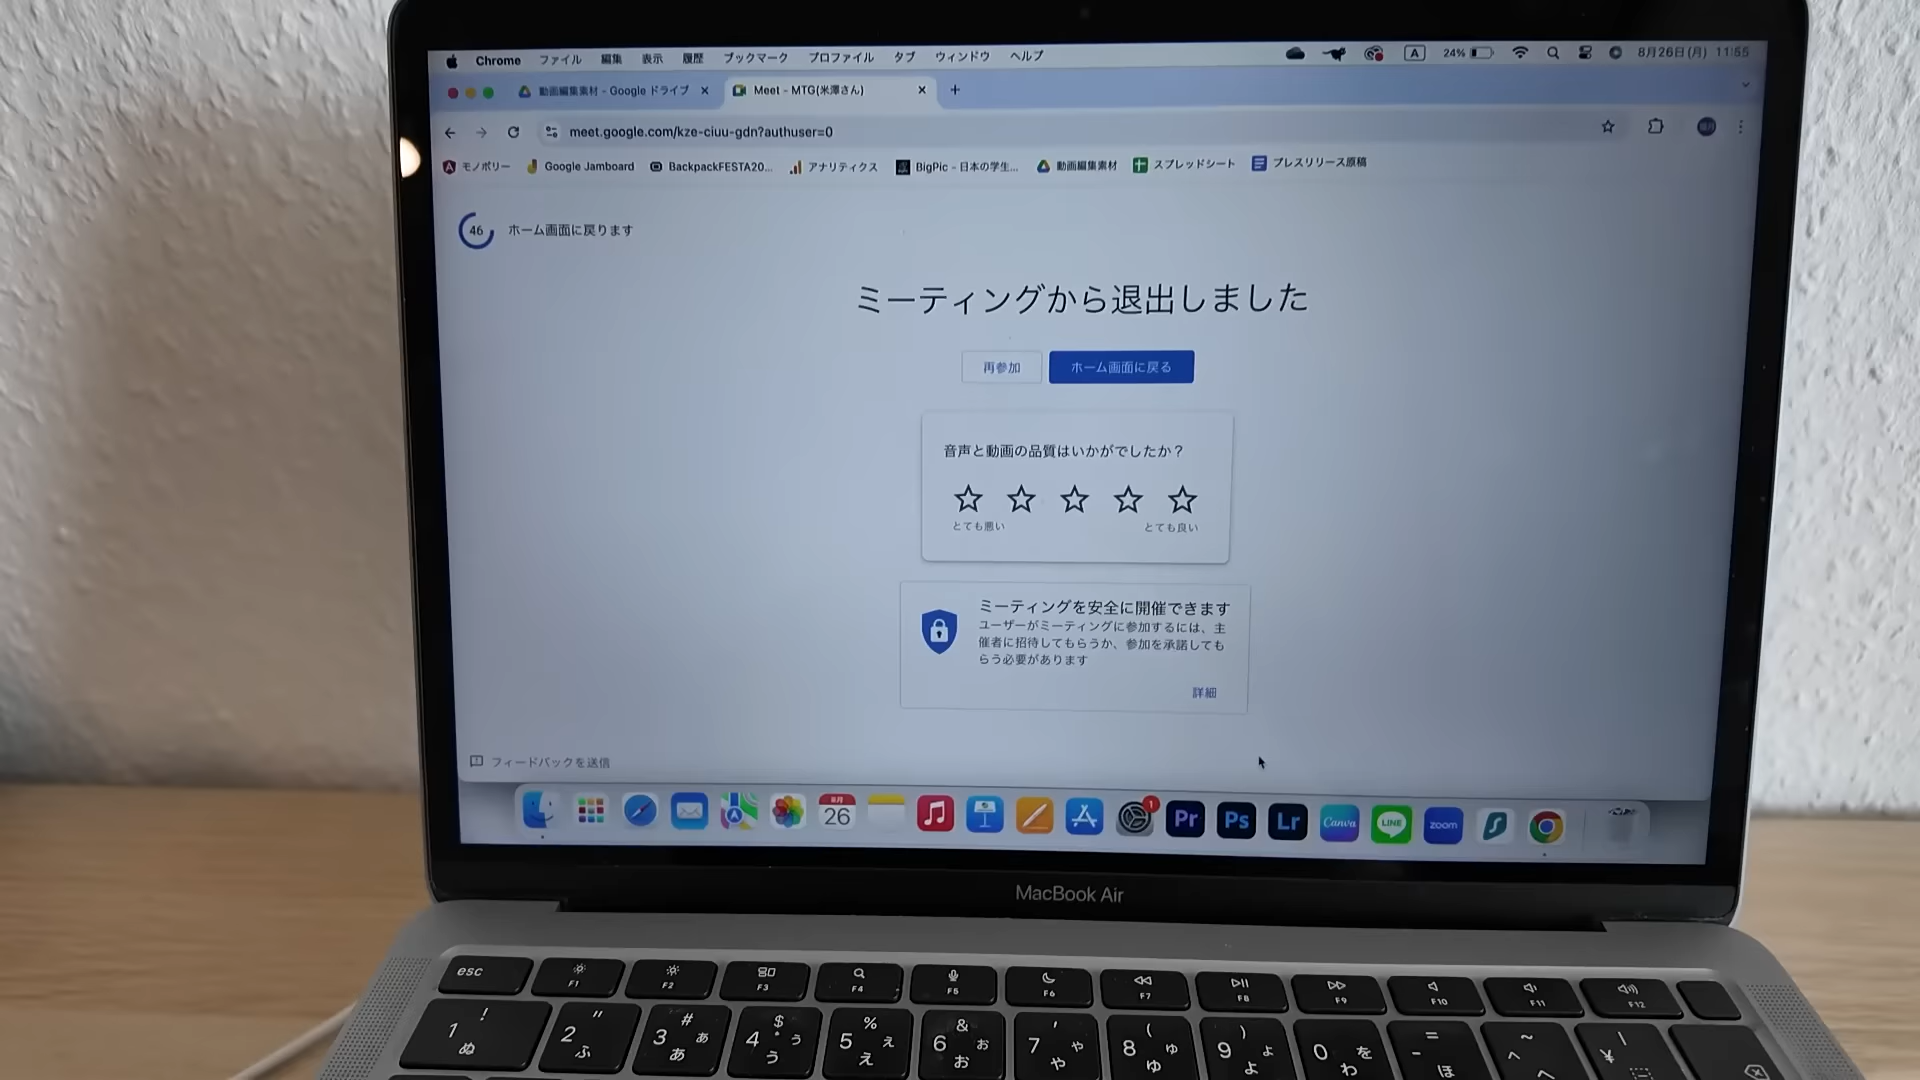 Chrome ファイル 編集 表示 履歴 ブックマーク プロファイル タブ ウィンドウ ヘルプ A 24% 8月26日(月) 11:55
動画編集素材 - Google ドライブ Meet - MTG(米澤さん)
meet.google.com/kze-ciuu-gdn?authuser=0
モノポリー Google Jamboard BackpackFESTA20... アナリティクス BigPic - 日本の学生... 動画編集素材 スプレッドシート プレスリリース原稿
46 ホーム画面に戻ります
ミーティングから退出しました
再参加 ホーム画面に戻る
音声と動画の品質はいかがでしたか？
とても悪い とても良い
ミーティングを安全に開催できます
ユーザーがミーティングに参加するには、主
催者に招待してもらうか、参加を承諾しても
らう必要があります
詳細
フィードバックを送信
8月 26 1 Pr Ps Lr Canva LINE zoom
MacBook Air
esc F1 F2 F3 F4 F5 F6 F7 F8 F9 F10 F11 F12
! " # あ $ ぅ % ぇ & ぉ ' ゃ ( ゅ ) ょ を = ~ |
1 ぬ 2 ふ 3 あ 4 う 5 え 6 お 7 や 8 ゆ 9 よ 0 わ - ほ ^ へ ¥